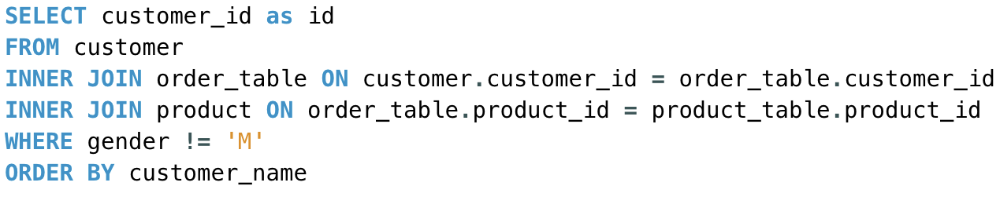 SELECT customer_id as id
FROM customer
INNER JOIN order_table ON customer.customer_id = order_table.customer_id
INNER JOIN product ON order_table.product_id = product_table.product_id
WHERE gender != 'M'
ORDER BY customer_name